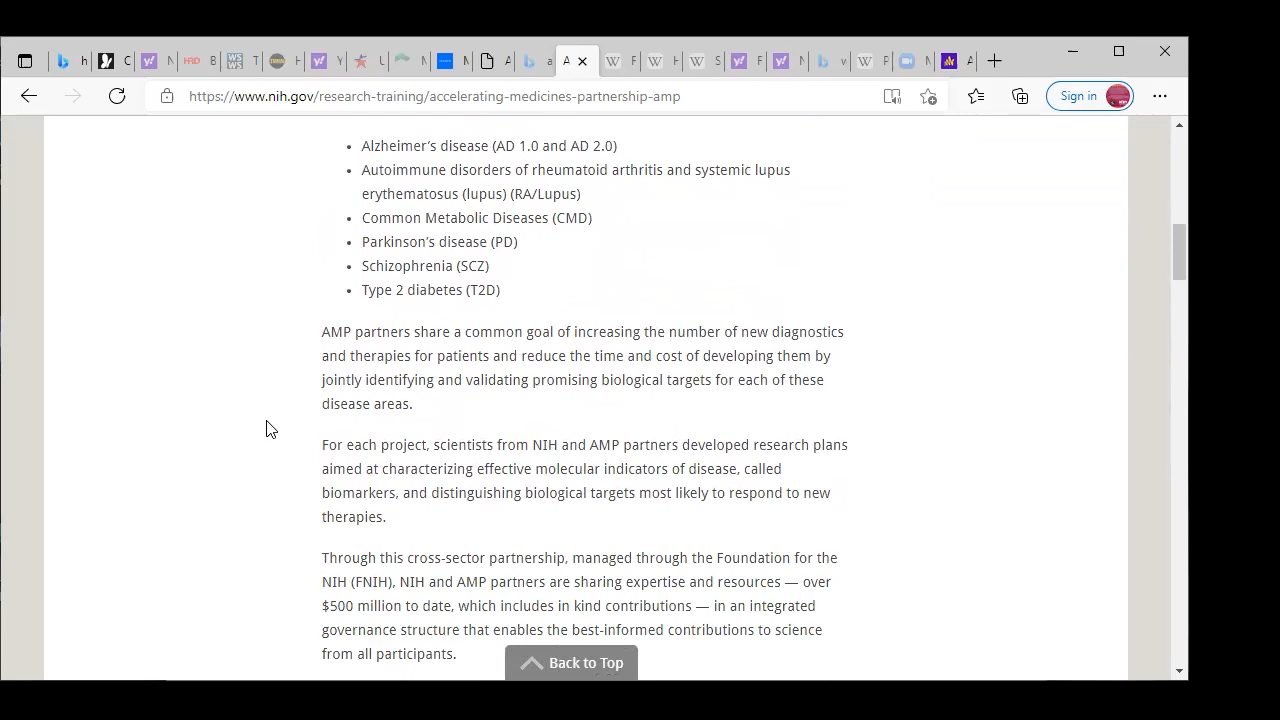 h
C
N
HRD
B
WS
WS
T
H
Y
U
M
M
A
a
A
F
H
S
F
N
v
P
M
A
https://www.nih.gov/research-training/accelerating-medicines-partnership-amp
Sign in
• Alzheimer’s disease (AD 1.0 and AD 2.0)
• Autoimmune disorders of rheumatoid arthritis and systemic lupus
erythematosus (lupus) (RA/Lupus)
• Common Metabolic Diseases (CMD)
• Parkinson’s disease (PD)
• Schizophrenia (SCZ)
• Type 2 diabetes (T2D)
AMP partners share a common goal of increasing the number of new diagnostics
and therapies for patients and reduce the time and cost of developing them by
jointly identifying and validating promising biological targets for each of these
disease areas.
For each project, scientists from NIH and AMP partners developed research plans
aimed at characterizing effective molecular indicators of disease, called
biomarkers, and distinguishing biological targets most likely to respond to new
therapies.
Through this cross-sector partnership, managed through the Foundation for the
NIH (FNIH), NIH and AMP partners are sharing expertise and resources — over
$500 million to date, which includes in kind contributions — in an integrated
governance structure that enables the best-informed contributions to science
from all participants.
Back to Top